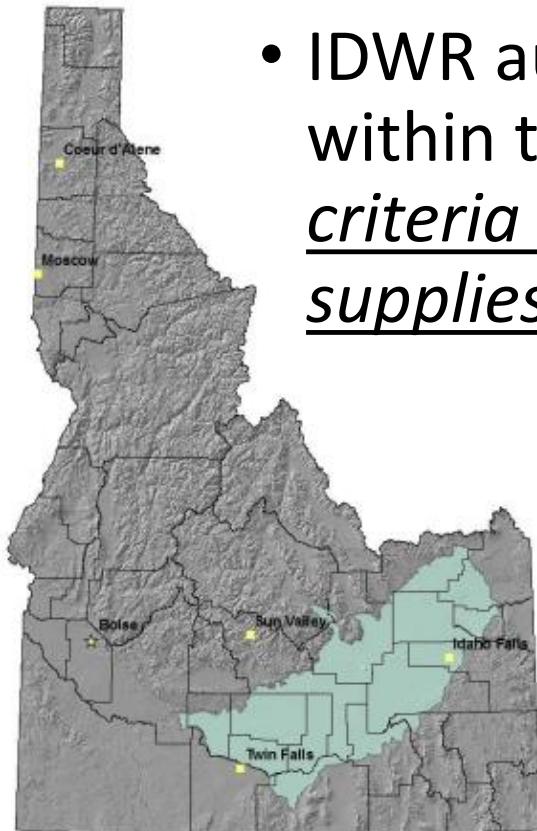 • IDWR au
within t
criteria
supplies
Coeur d'Alene
Moscow
Boise
Sun Valley
Idaho Falls
Twin Falls